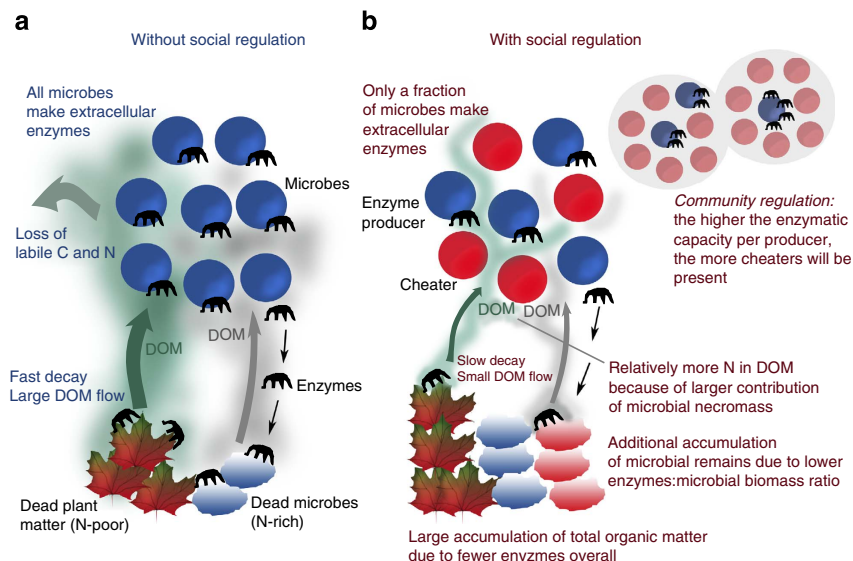 a
Without social regulation
All microbes
make extracellular
enzymes
Microbes
Loss of
labile C and N
DOM
DOM
Fast decay
Large DOM flow
Enzymes
Dead plant
matter (N-poor)
Dead microbes
(N-rich)
b
With social regulation
Only a fraction
of microbes make
extracellular
enzymes
Enzyme
producer
Cheater
Community regulation:
the higher the enzymatic
capacity per producer,
the more cheaters will be
present
DOM
DOM
Slow decay
Small DOM flow
Relatively more N in DOM
because of larger contribution
of microbial necromass
Additional accumulation
of microbial remains due to lower
enzymes:microbial biomass ratio
Large accumulation of total organic matter
due to fewer enyzmes overall